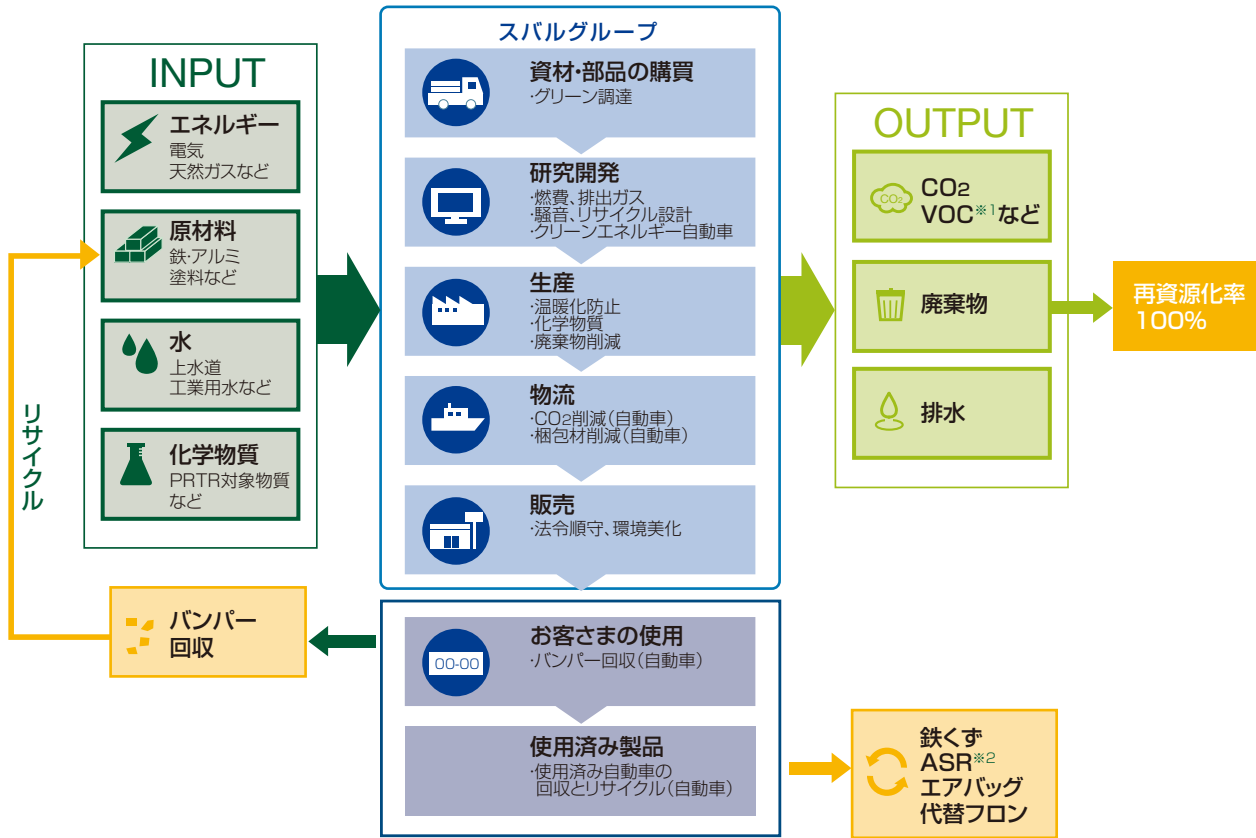 INPUT
エネルギー
電気
天然ガスなど
原材料
鉄・アルミ
塗料など
水
上水道
工業用水など
化学物質
PRTR対象物質
など
リサイクル
バンパー
回収
スバルグループ
資材・部品の購買
・グリーン調達
研究開発
・燃費、排出ガス
・騒音、リサイクル設計
・クリーンエネルギー自動車
生産
・温暖化防止
・化学物質
・廃棄物削減
物流
・CO2削減(自動車)
・梱包材削減(自動車)
販売
・法令順守、環境美化
00-00
お客さまの使用
・バンパー回収(自動車)
使用済み製品
・使用済み自動車の
回収とリサイクル(自動車)
OUTPUT
CO2
CO2
VOC※1など
廃棄物
排水
再資源化率
100%
鉄くず
ASR※2
エアバッグ
代替フロン